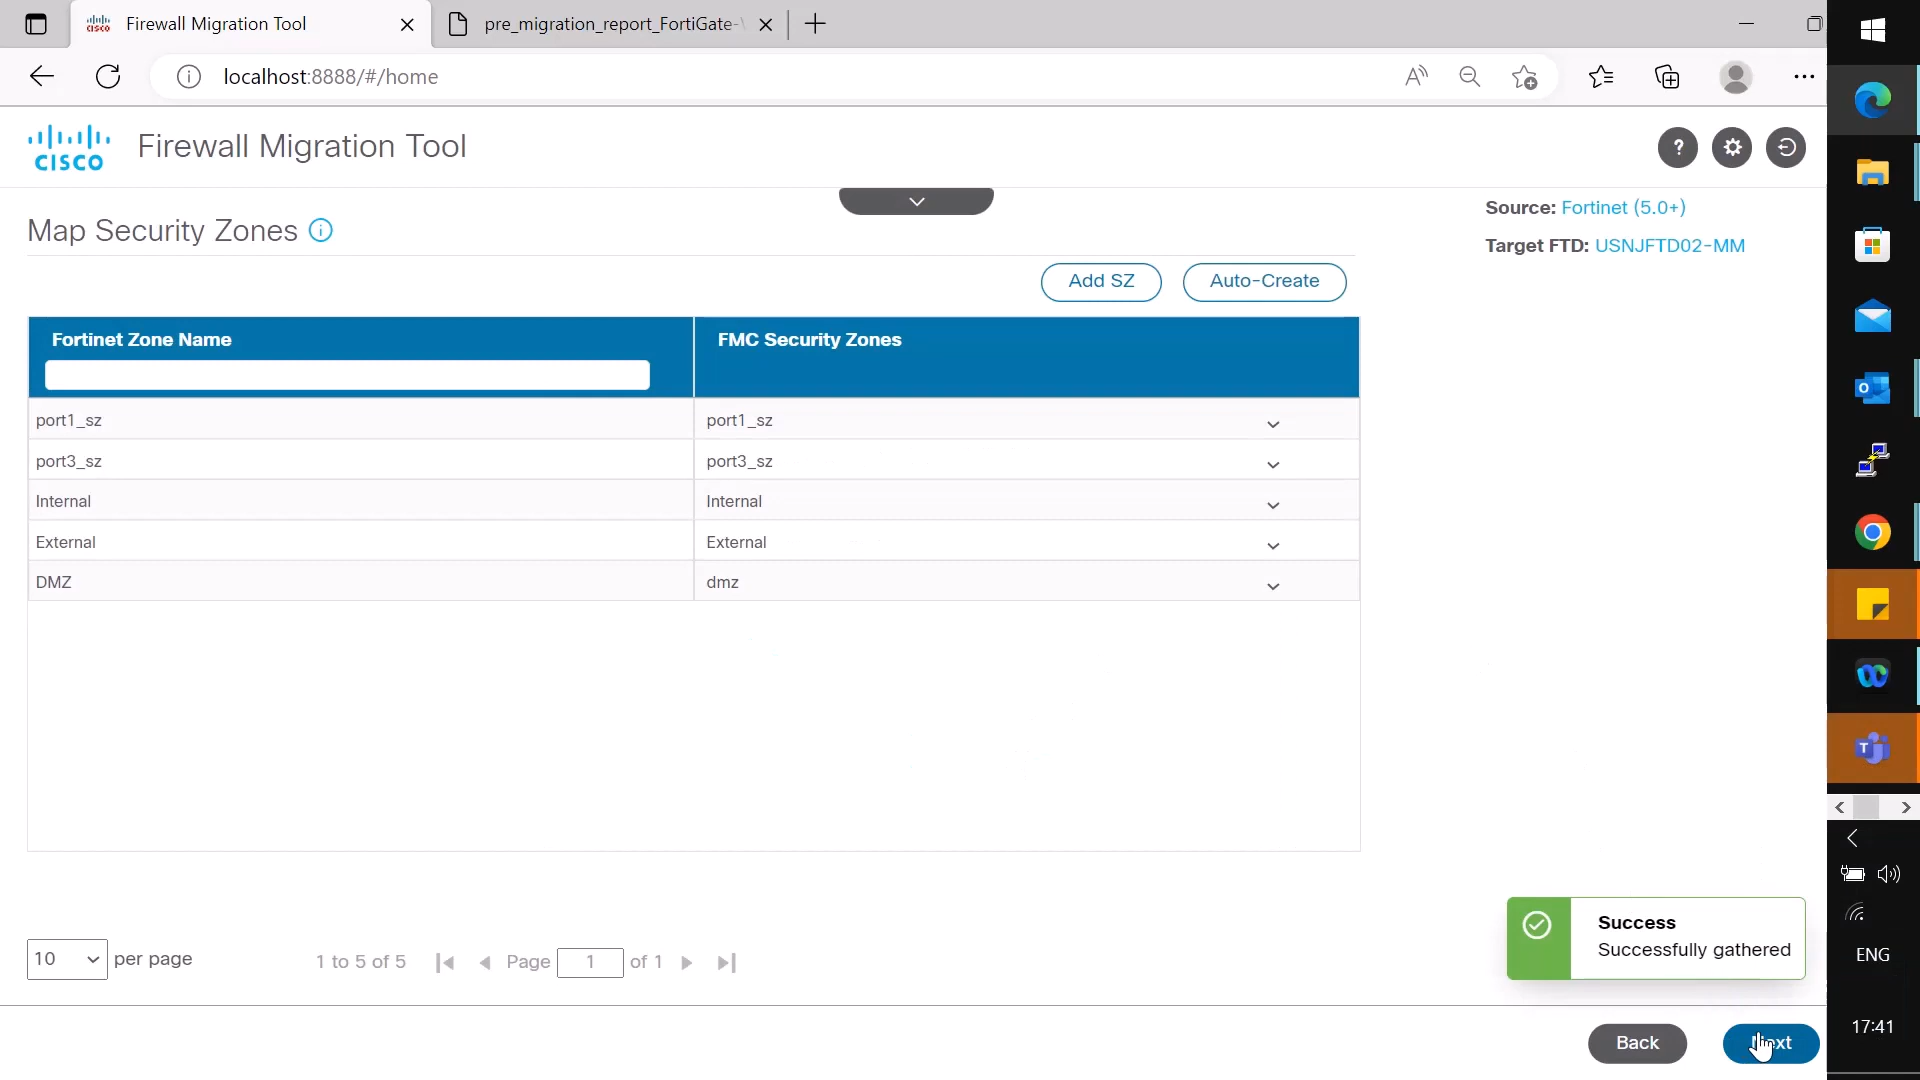 Firewall Migration Tool
pre_migration_report_FortiGate-
localhost:8888/#/home
CISCO
Firewall Migration Tool
?
Map Security Zones
Source: Fortinet (5.0+)
Target FTD: USNJFTD02-MM
Add SZ
Auto-Create
Fortinet Zone Name
FMC Security Zones
port1_sz
port1_sz
port3_sz
port3_sz
Internal
Internal
External
External
DMZ
dmz
10
per page
1 to 5 of 5
Page 1 of 1
Success
Successfully gathered
Back
ENG
17:41